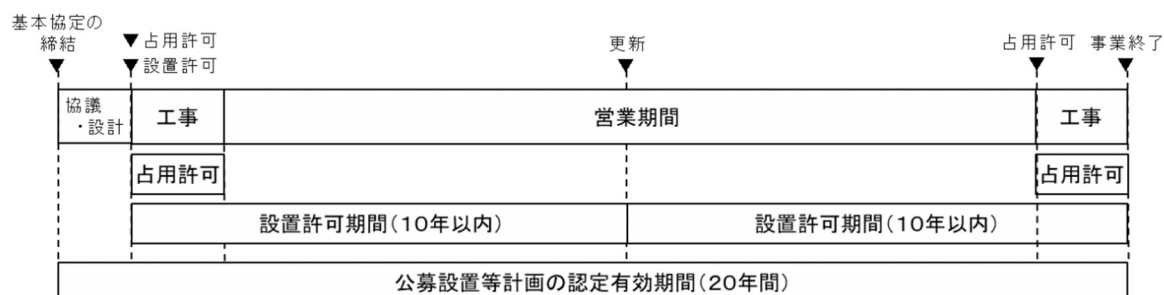 基本協定の
締結
▼占用許可
▼設置許可
更新
占用許可
事業終了
協議
・設計
工事
営業期間
工事
占用許可
占用許可
設置許可期間(10年以内)
設置許可期間(10年以内)
公募設置等計画の認定有効期間(20年間)